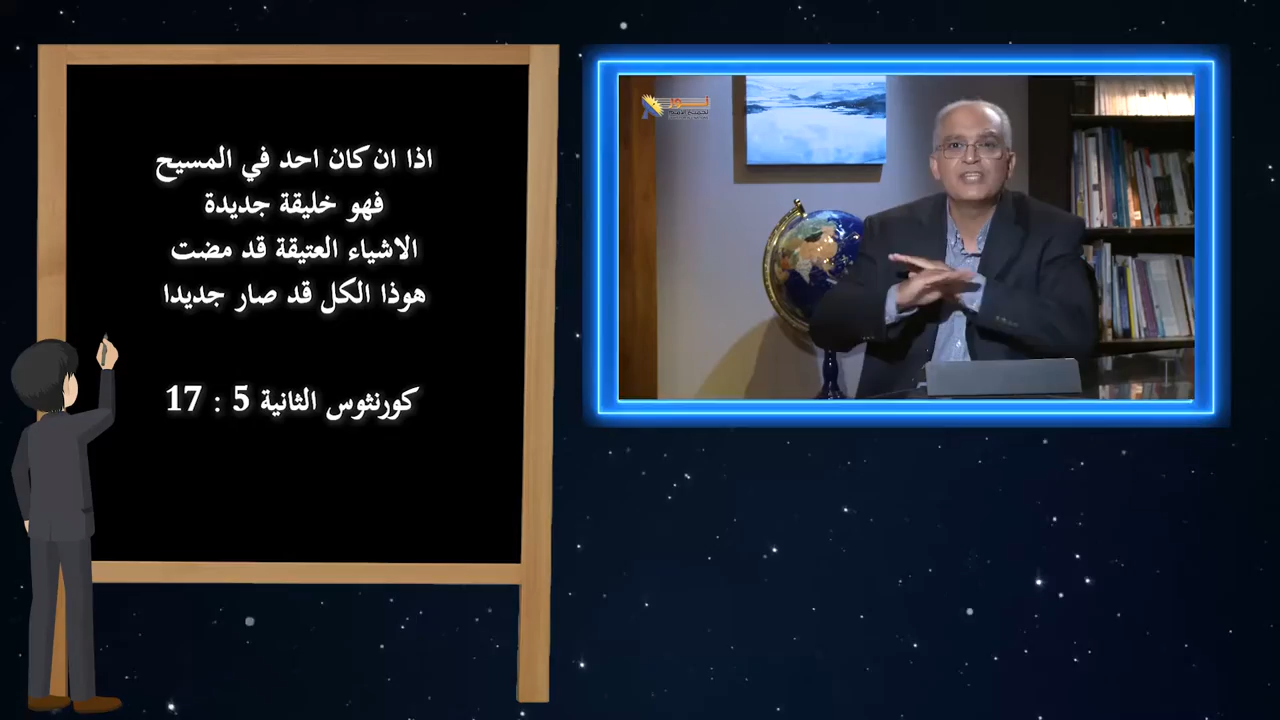 اذا ان كان احد في المسيح
فهو خليقة جديدة
الاشياء العتيقة قد مضت
هوذا الكل قد صار جديدا
كورنثوس الثانية 5 : 17